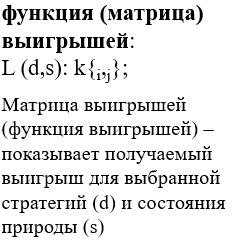 функция (матрица)
выигрышей:
L (d,s): k{i,j};
Матрица выигрышей
(функция выигрышей) –
показывает получаемый
выигрыш для выбранной
стратегий (d) и состояния
природы (s)